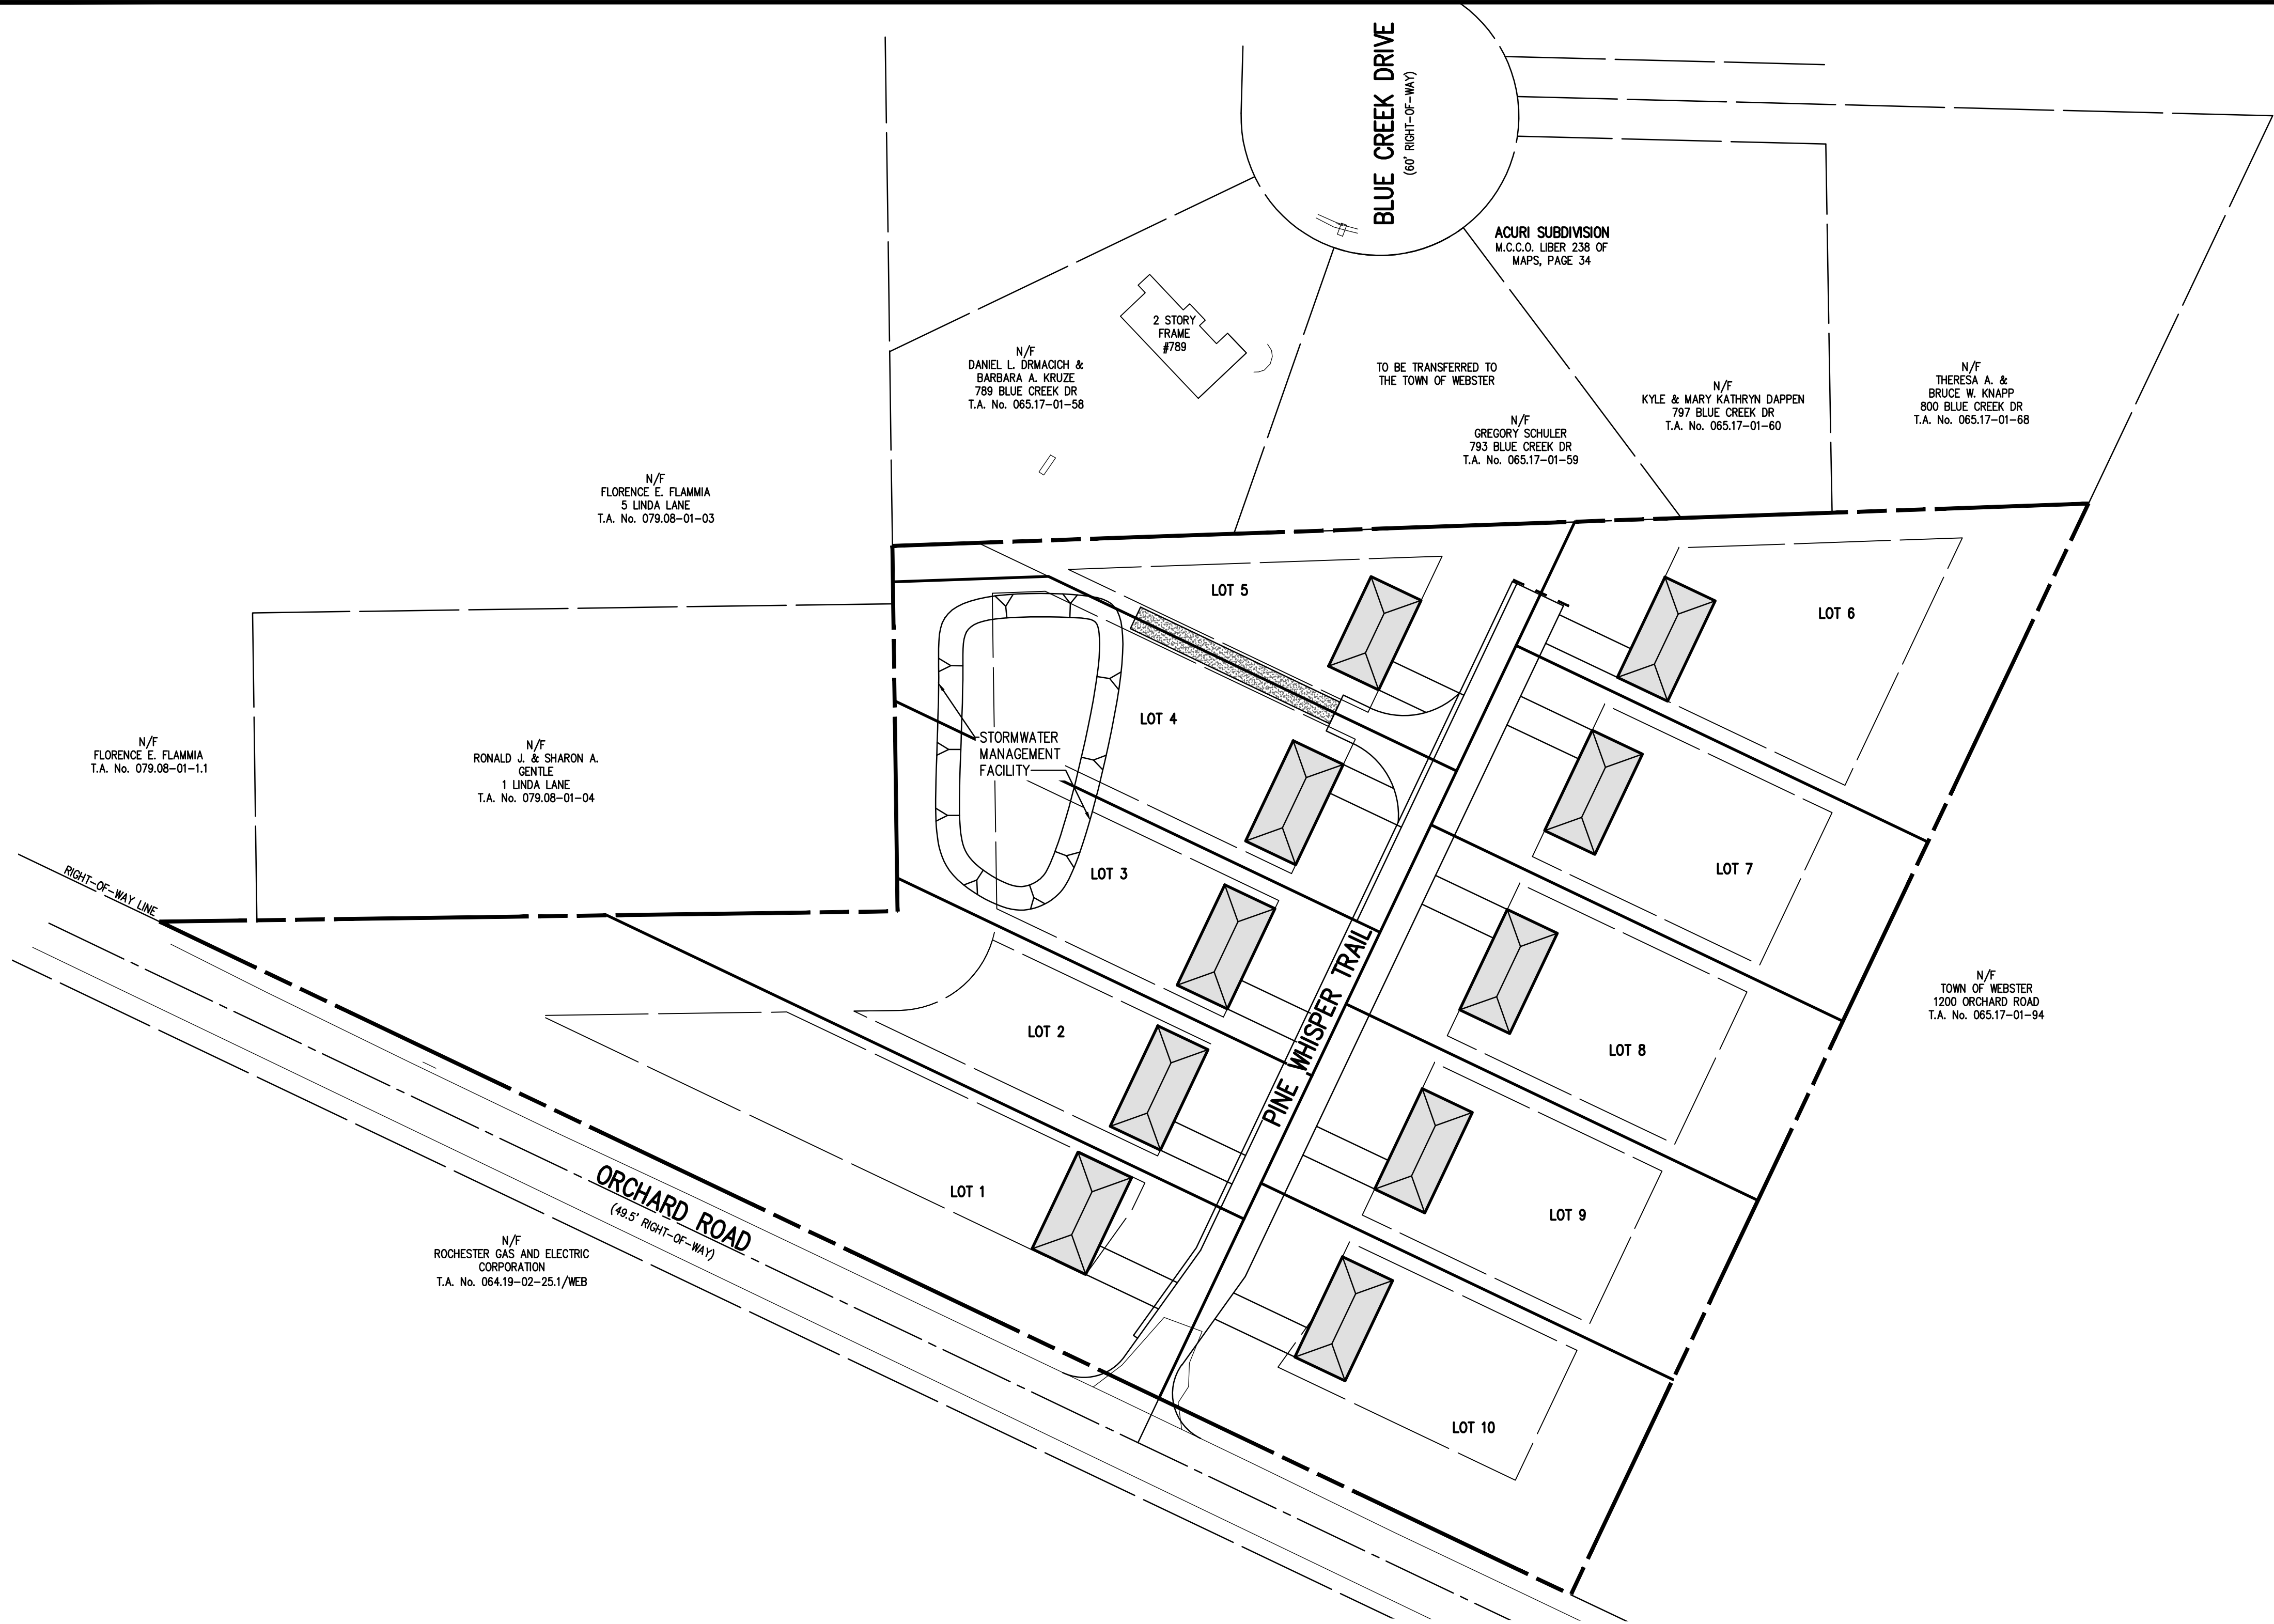 BLUE CREEK DRIVE
(60' RIGHT-OF-WAY)
ACURI SUBDIVISION
M.C.C.O. LIBER 238 OF
MAPS, PAGE 34
2 STORY
FRAME
#789
N/F
DANIEL L. DRMACICH &
BARBARA A. KRUZE
789 BLUE CREEK DR
T.A. No. 065.17-01-58
TO BE TRANSFERRED TO
THE TOWN OF WEBSTER
N/F
GREGORY SCHULER
793 BLUE CREEK DR
T.A. No. 065.17-01-59
N/F
KYLE & MARY KATHRYN DAPPEN
797 BLUE CREEK DR
T.A. No. 065.17-01-60
N/F
THERESA A. &
BRUCE W. KNAPP
800 BLUE CREEK DR
T.A. No. 065.17-01-68
N/F
FLORENCE E. FLAMMIA
5 LINDA LANE
T.A. No. 079.08-01-03
LOT 5
LOT 6
LOT 4
STORMWATER
MANAGEMENT
FACILITY
N/F
FLORENCE E. FLAMMIA
T.A. No. 079.08-01-1.1
N/F
RONALD J. & SHARON A.
GENTLE
1 LINDA LANE
T.A. No. 079.08-01-04
RIGHT-OF-WAY LINE
LOT 3
LOT 7
PINE WHISPER TRAIL
N/F
TOWN OF WEBSTER
1200 ORCHARD ROAD
T.A. No. 065.17-01-94
LOT 2
LOT 8
LOT 1
LOT 9
ORCHARD ROAD
(49.5' RIGHT-OF-WAY)
N/F
ROCHESTER GAS AND ELECTRIC
CORPORATION
T.A. No. 064.19-02-25.1/WEB
LOT 10